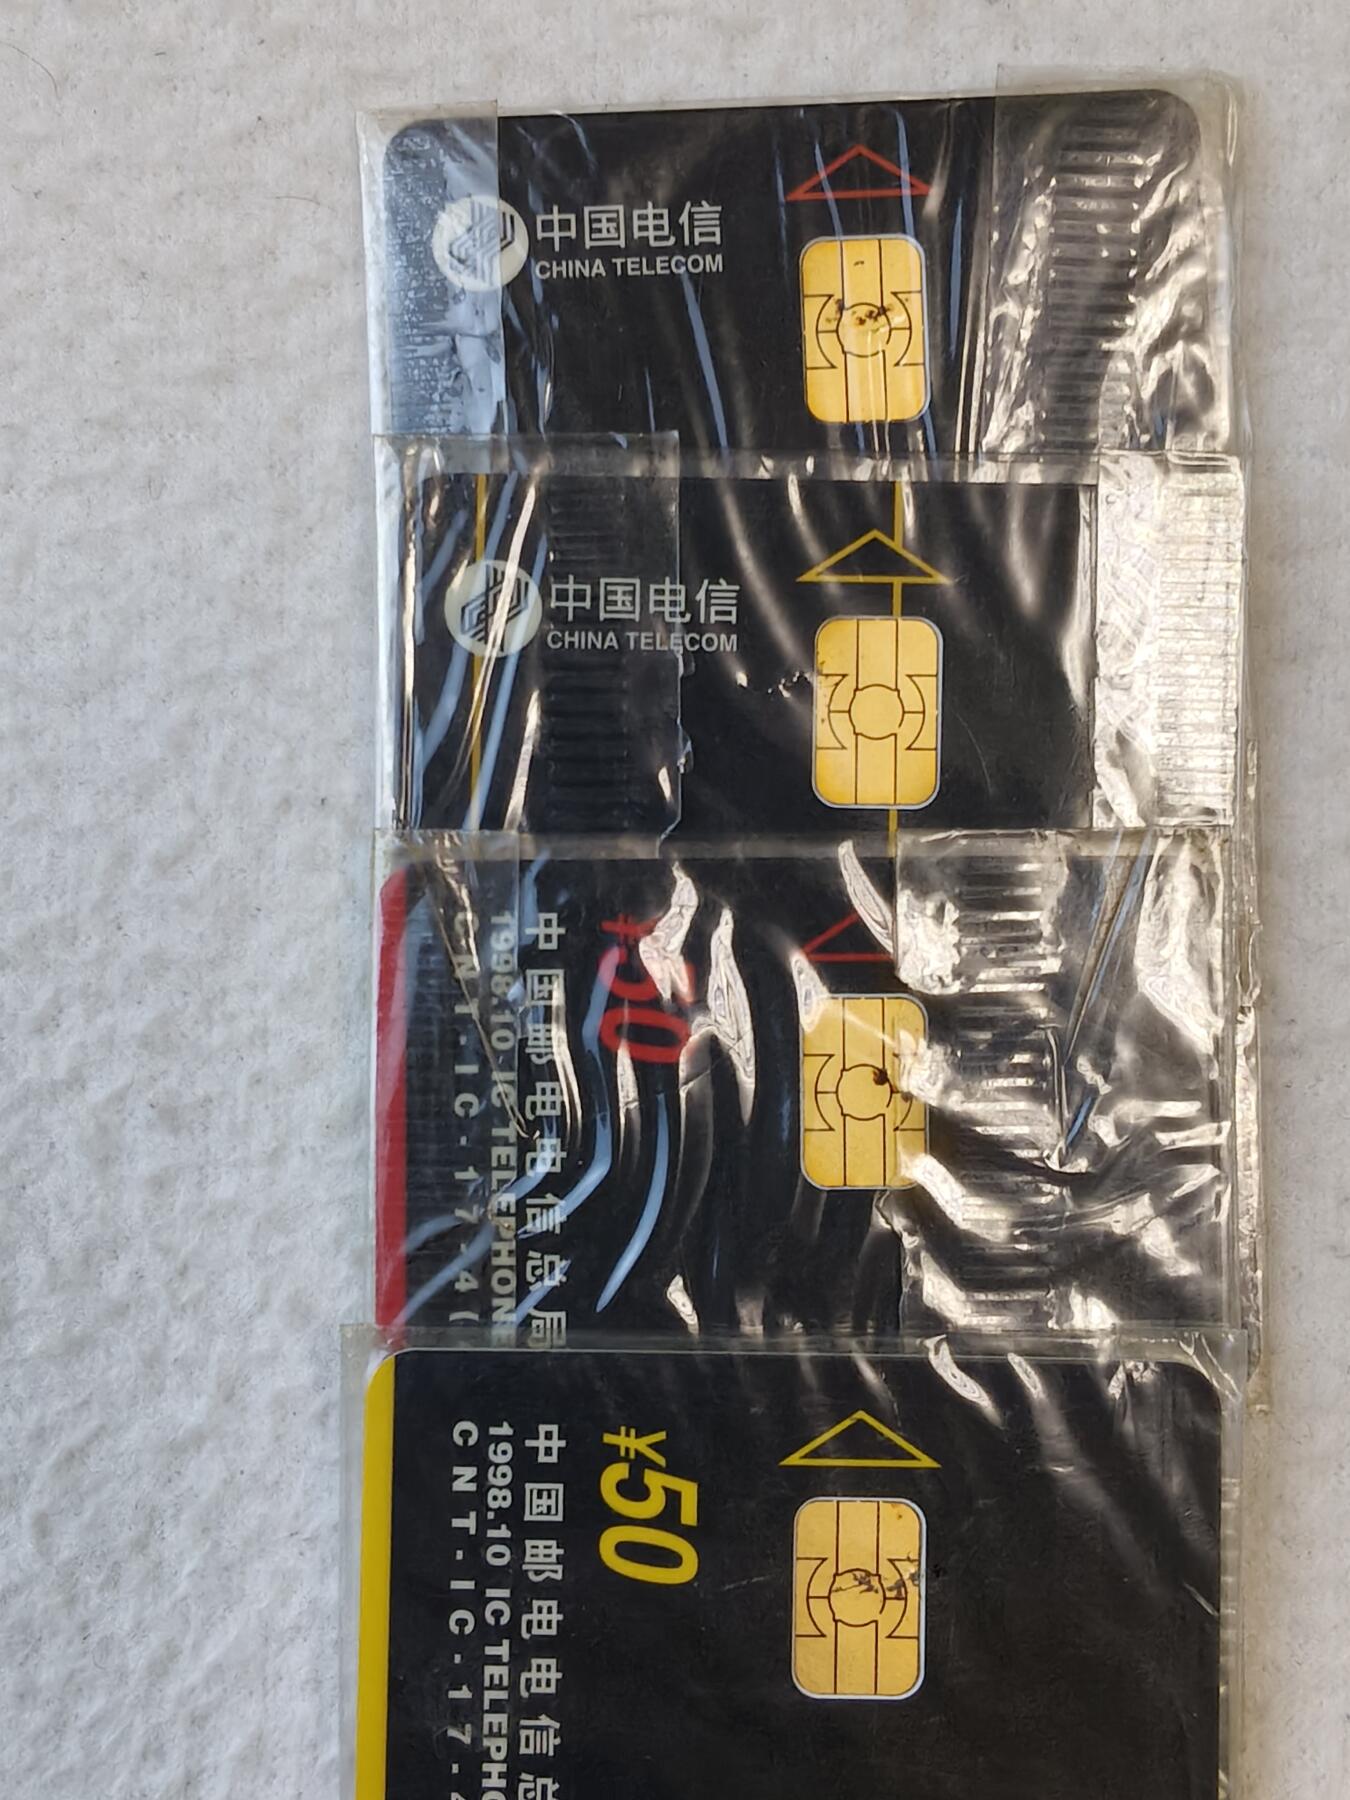 中国电信
CHINA TELECOM
中国电信
CHINA TELECOM
中国邮电电信总局
1998.10 IC TELEPHONE
CNT-IC-17-4(
¥50
中国邮电电信总
1998.10 IC TELEPHO
CNT-IC-17-